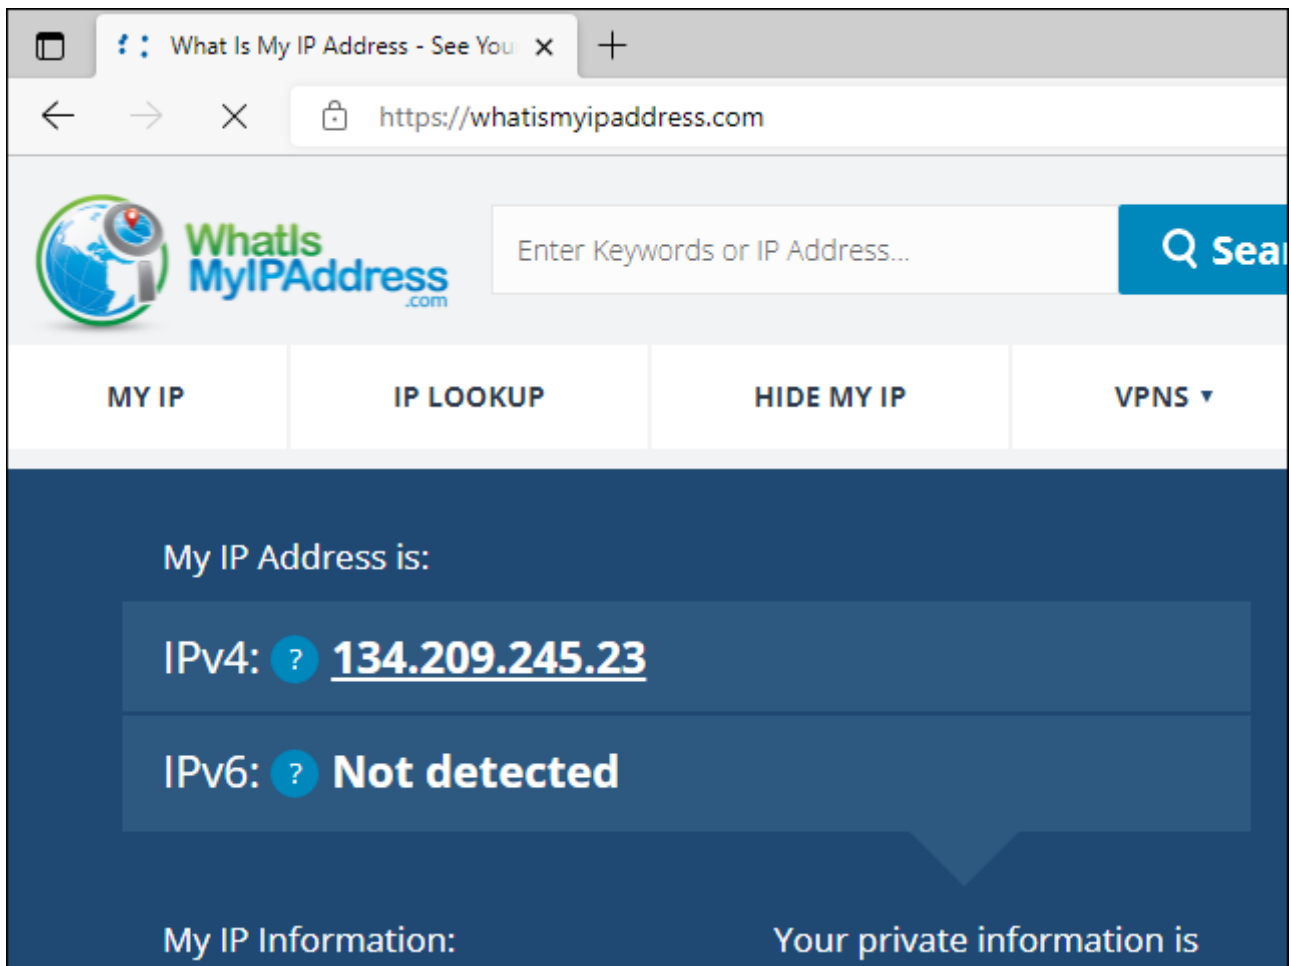 What Is My IP Address - See You
https://whatismyipaddress.com
WhatIs
MyIPAddress
.com
Enter Keywords or IP Address...
Sea
MY IP
IP LOOKUP
HIDE MY IP
VPNS ▾
My IP Address is:
IPv4: ? 134.209.245.23
IPv6: ? Not detected
My IP Information:
Your private information is